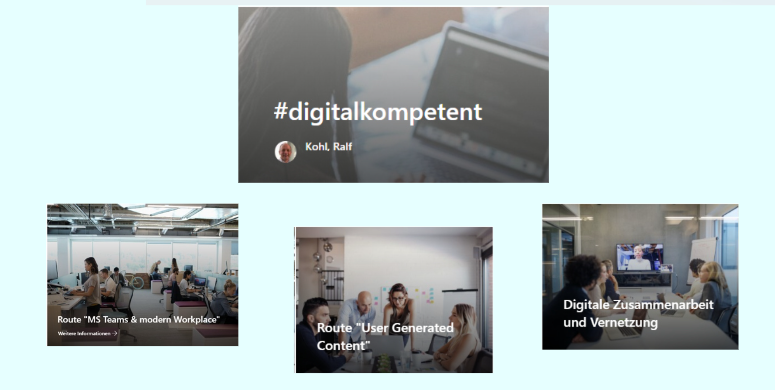 #digitalkompetent
Kohl, Ralf
Route "MS Teams & modern Workplace"
Weitere Informationen →
Route "User Generated
Content"
Digitale Zusammenarbeit
und Vernetzung